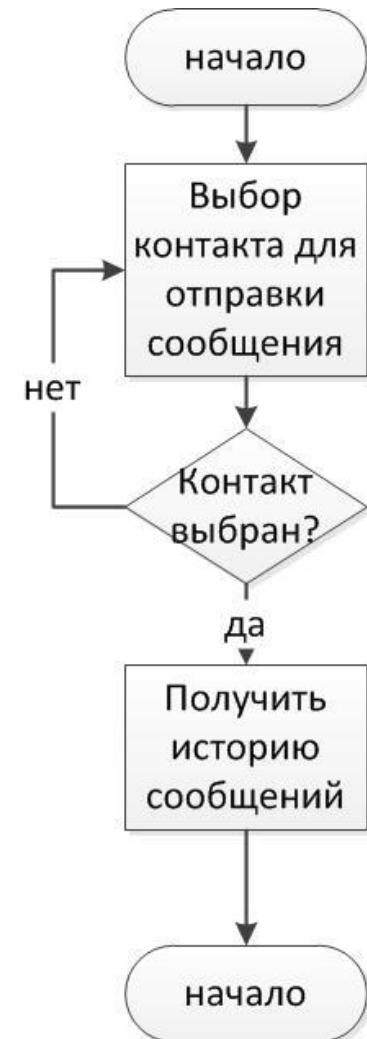 начало
Выбор
контакта для
отправки
сообщения
нет
Контакт
выбран?
да
Получить
историю
сообщений
начало